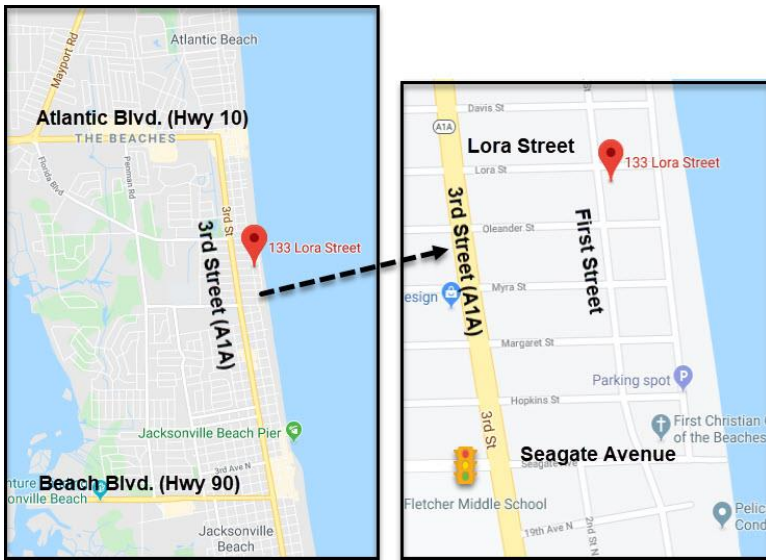 Atlantic Beach
Mayport Rd
Atlantic Blvd. (Hwy 10)
THE BEACHES
Florida Blvd
Penman Rd
3rd St
3rd Street (A1A)
133 Lora Street
Jacksonville Beach Pier
3rd Ave N
Beach Blvd. (Hwy 90)
sonville Beach
Jacksonville
Beach
Davis St
A1A
Lora Street
133 Lora Street
Lora St
3rd Street (A1A)
First Street
Oleander St
esign
Myra St
Margaret St
Parking spot
P
Hopkins St
3rd St
First Christian
of the Beaches
Seagate Avenue
Seagate Ave
Fletcher Middle School
2nd St N
19th Ave N
Pelic
Cond